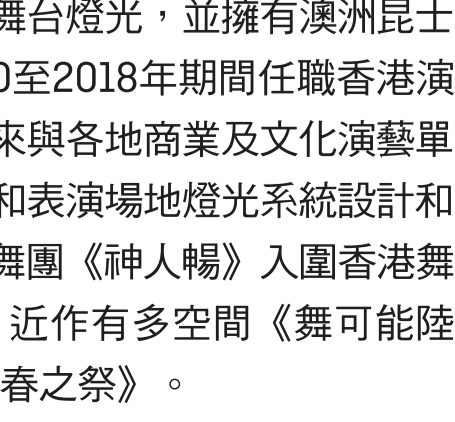 舞台燈光，並擁有澳洲昆士
0至2018年期間任職香港演
來與各地商業及文化演藝單
和表演場地燈光系統設計和
舞團《神人暢》入圍香港舞
近作有多空間《舞可能陸
春之祭》。